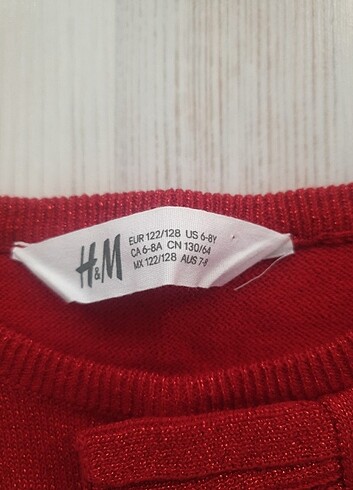 H&M
EUR 122/128 US 6-8Y
CA 6-8A CN 130/64
MX 122/128 AUS 7-8